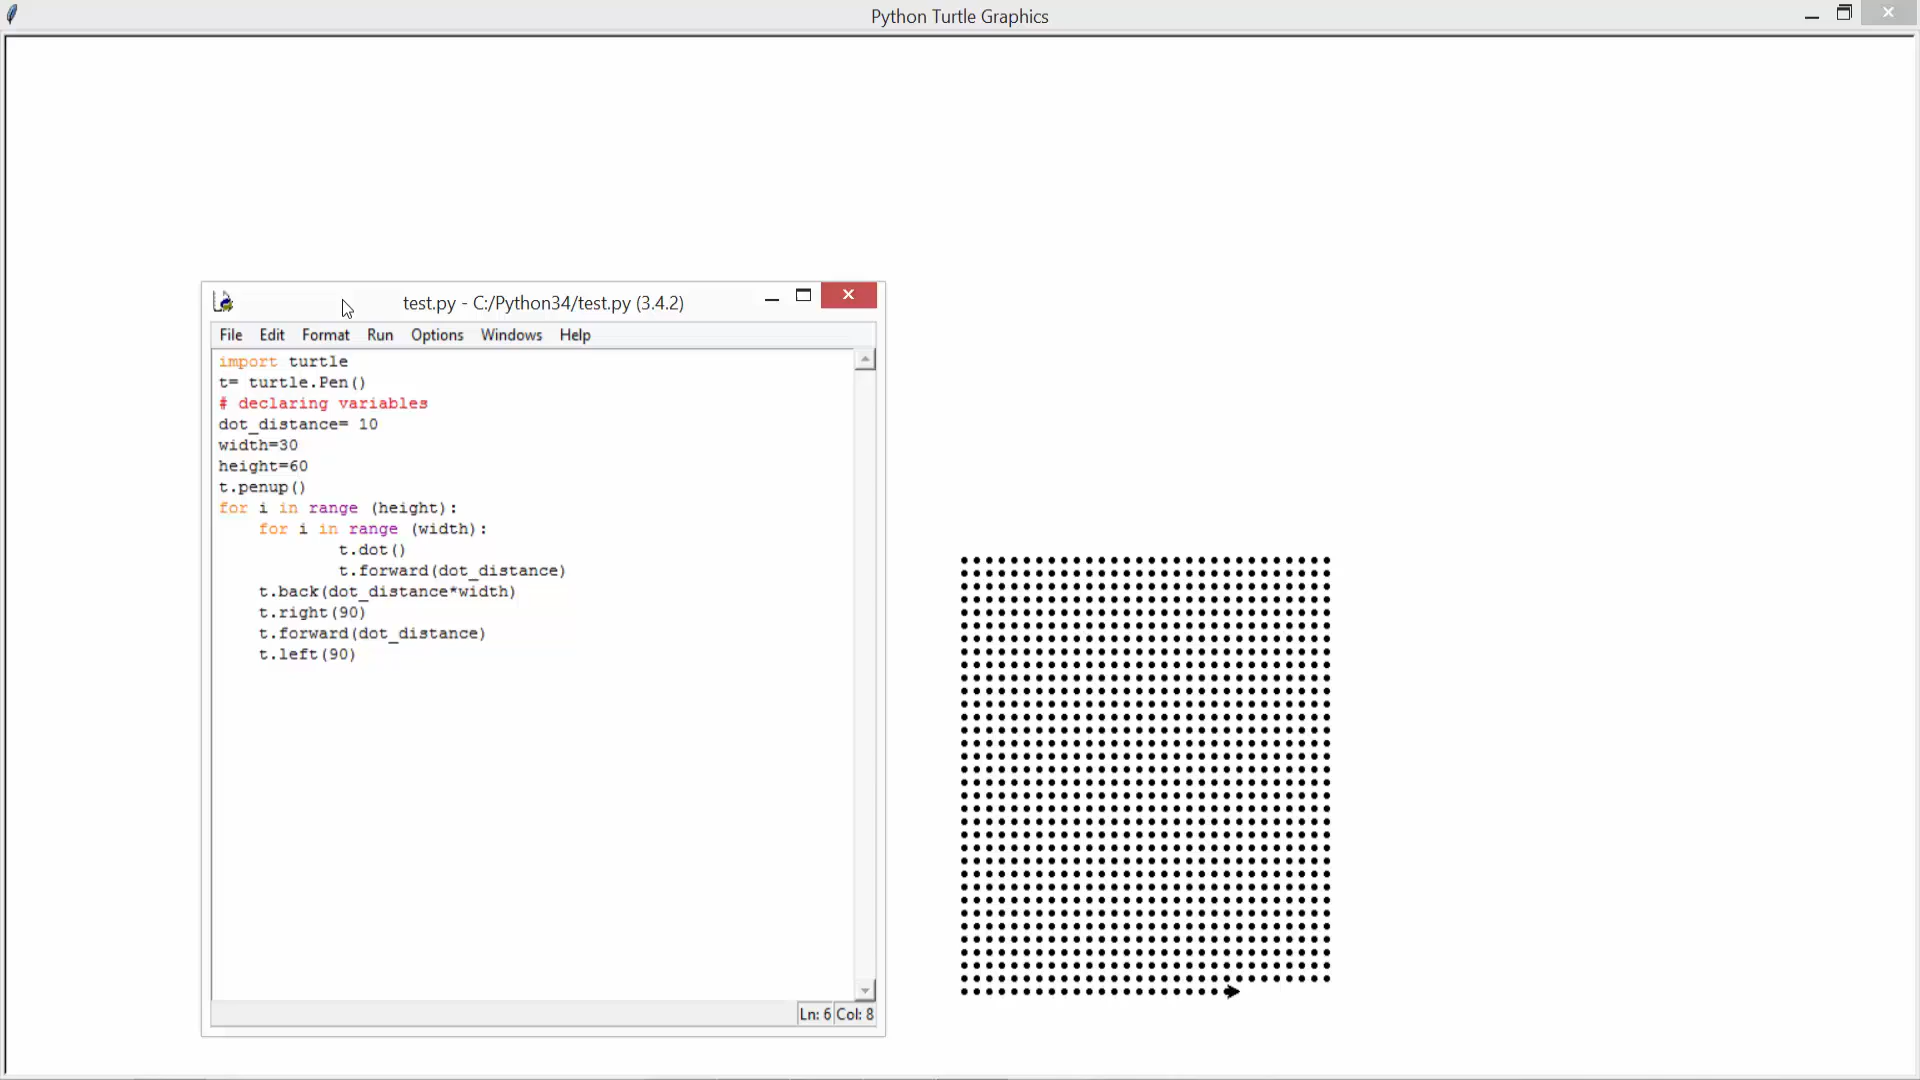 Python Turtle Graphics
test.py - C:/Python34/test.py (3.4.2)
File Edit Format Run Options Windows Help
import turtle
t= turtle.Pen()
# declaring variables
dot_distance= 10
width=30
height=60
t.penup()
for i in range (height):
    for i in range (width):
            t.dot()
            t.forward(dot_distance)
    t.back(dot_distance*width)
    t.right(90)
    t.forward(dot_distance)
    t.left(90)
Ln: 6 Col: 8